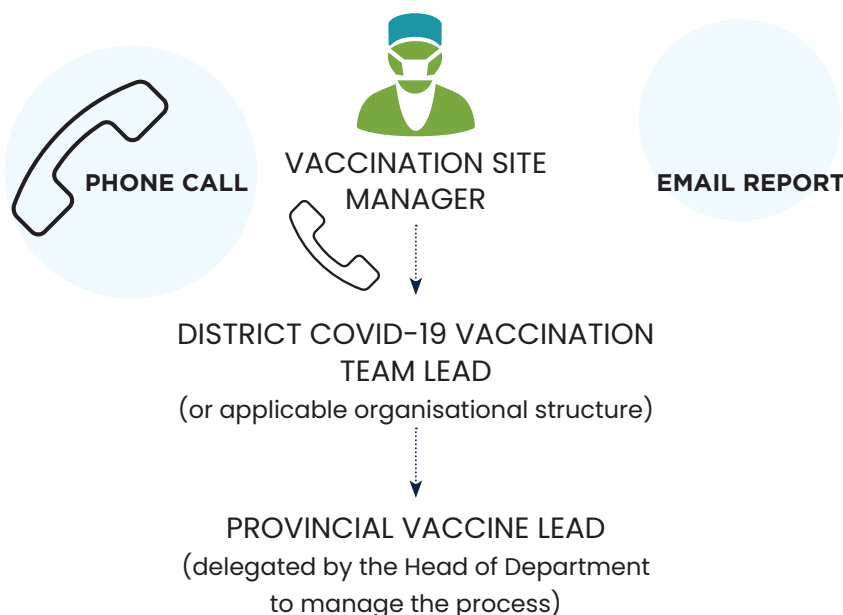 PHONE CALL
VACCINATION SITE
MANAGER
EMAIL REPORT
DISTRICT COVID-19 VACCINATION
TEAM LEAD
(or applicable organisational structure)
PROVINCIAL VACCINE LEAD
(delegated by the Head of Department
to manage the process)